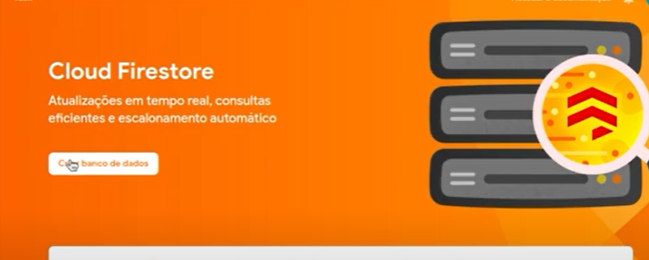 Cloud Firestore
Atualizações em tempo real, consultas
eficientes e escalonamento automático
banco de dados